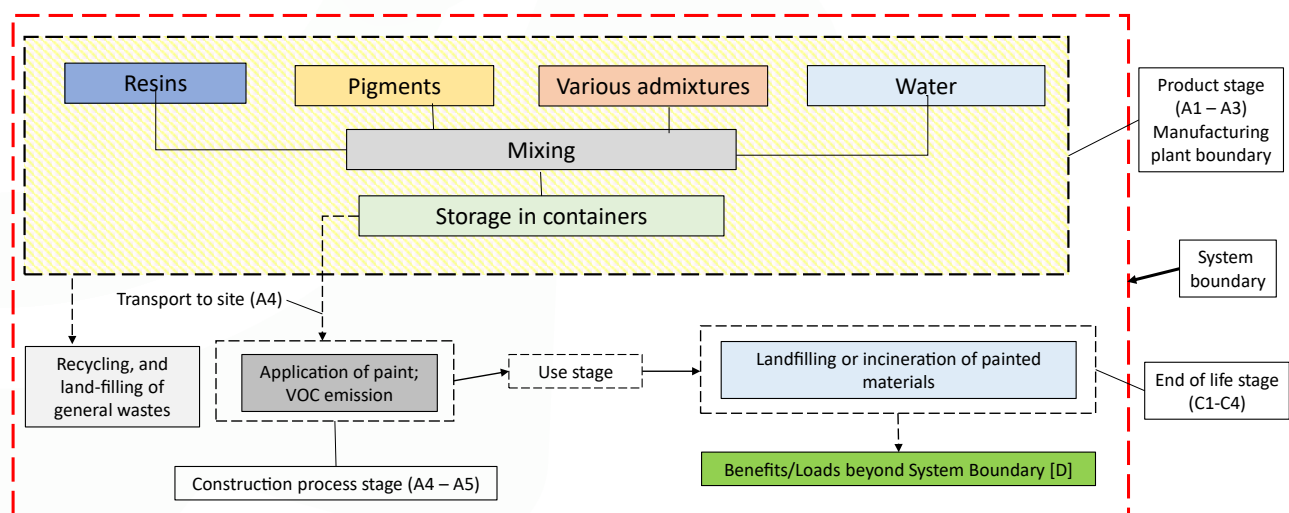 Resins
Pigments
Various admixtures
Water
Mixing
Storage in containers
Product stage
(A1 – A3)
Manufacturing
plant boundary
System
boundary
Transport to site (A4)
Recycling, and
land-filling of
general wastes
Application of paint;
VOC emission
Use stage
Landfilling or incineration of painted
materials
End of life stage
(C1-C4)
Construction process stage (A4 – A5)
Benefits/Loads beyond System Boundary [D]